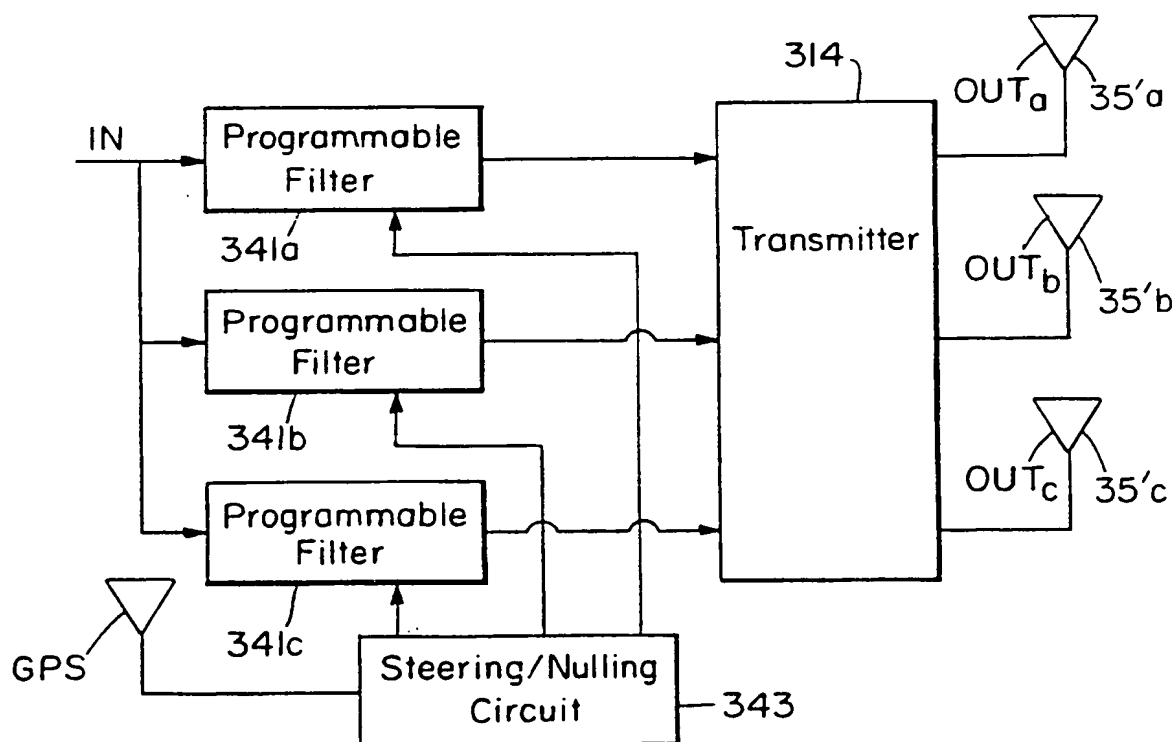 314
OUTa
35'a
IN
Programmable
Filter
341a
Transmitter
OUTb
35'b
Programmable
Filter
341b
OUTc
35'c
Programmable
Filter
341c
GPS
Steering/Nulling
Circuit
343